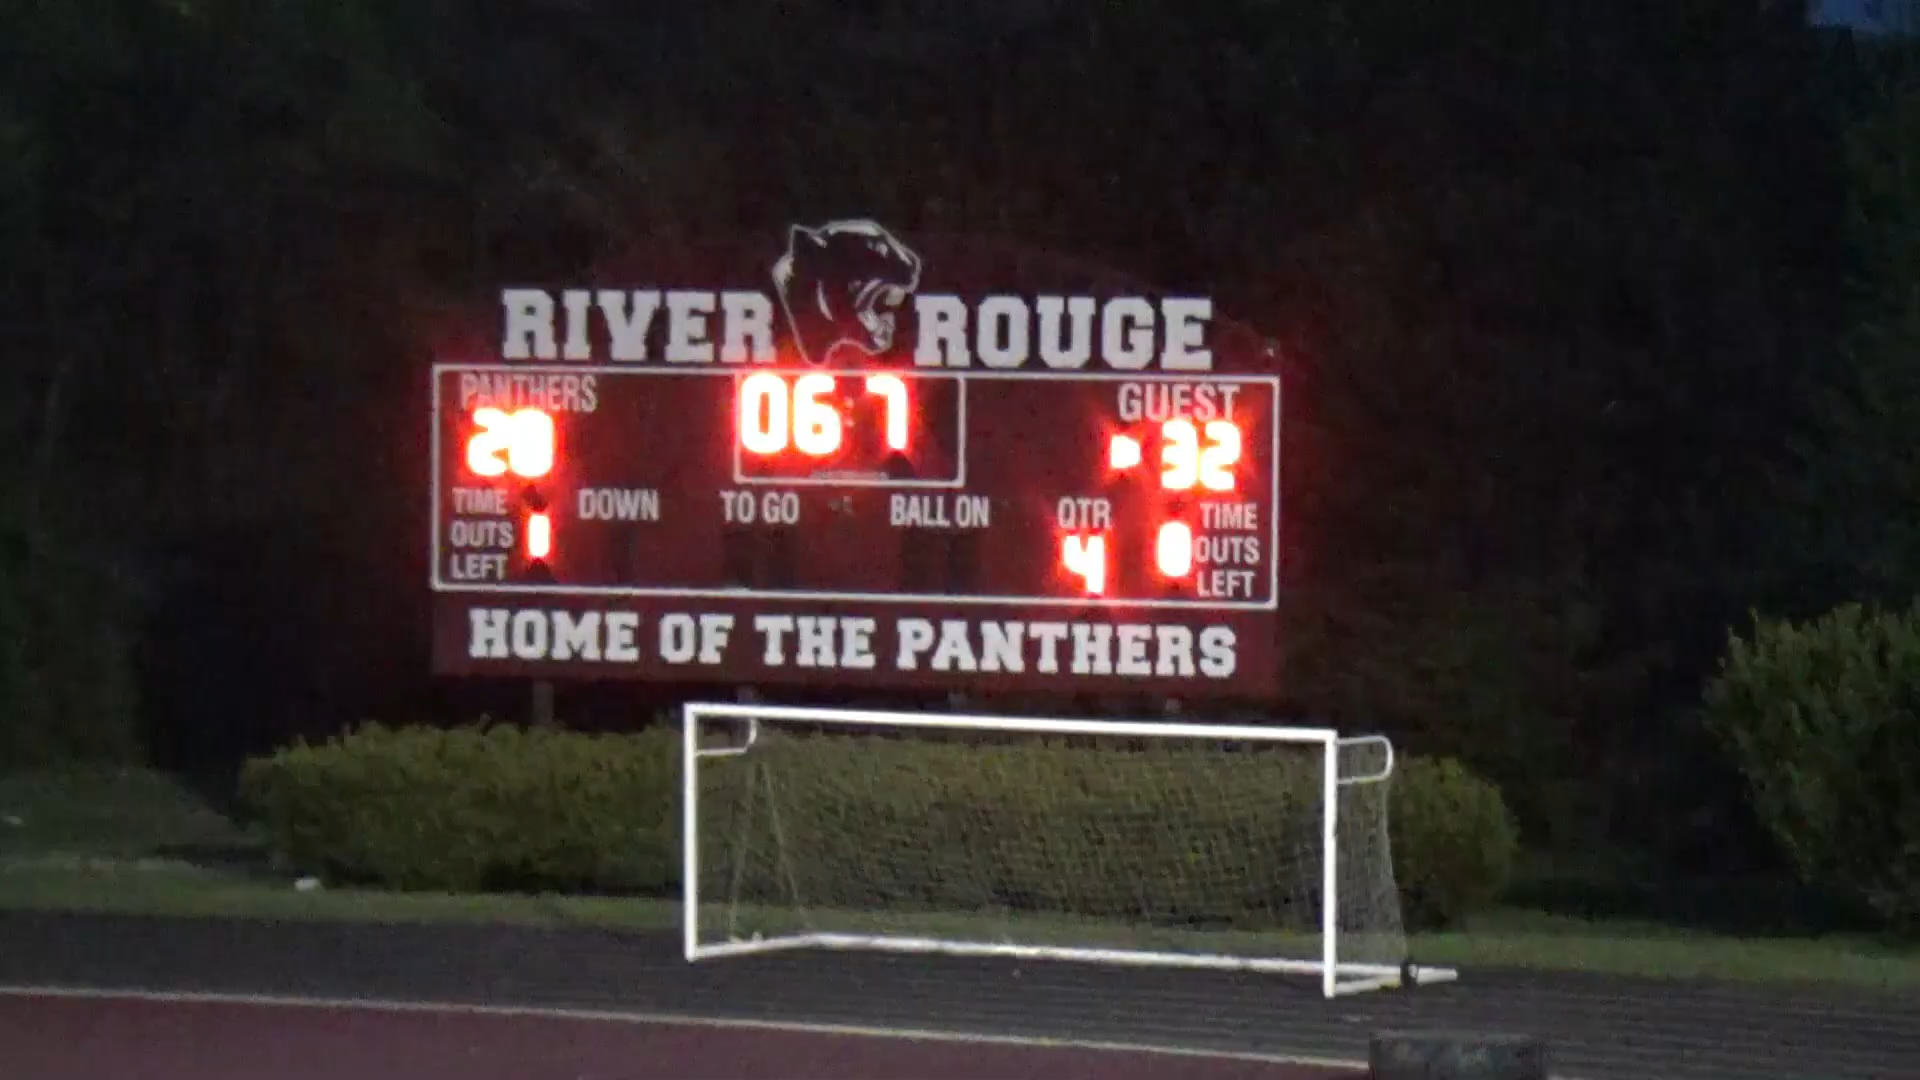 RIVER ROUGE
PANTHERS
GUEST
06:7
20
32
TIME OUTS LEFT
1
DOWN
TO GO
BALL ON
QTR
4
0
TIME OUTS LEFT
HOME OF THE PANTHERS